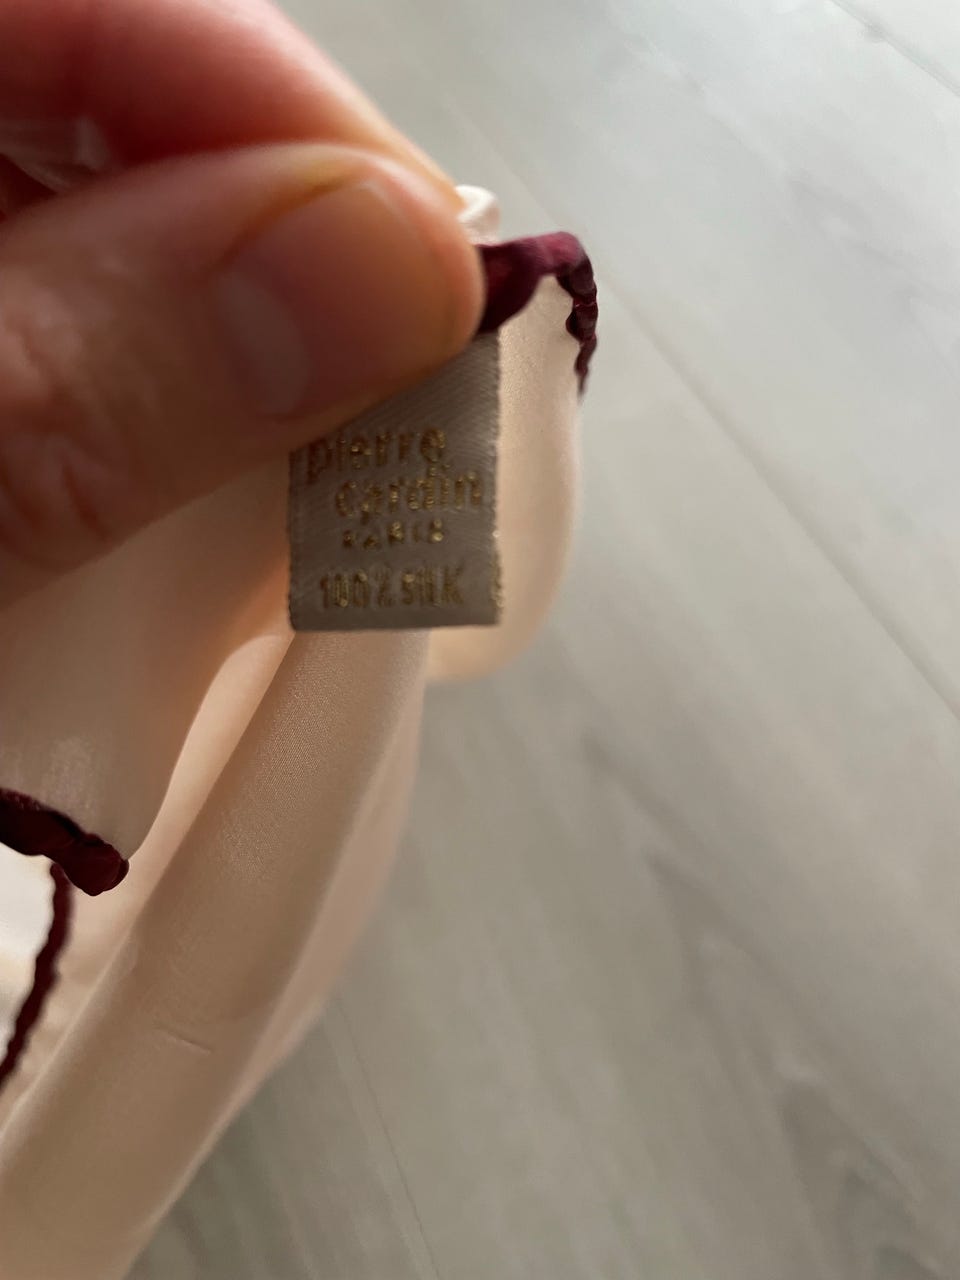 pierre
cardin
PARIS
100% SILK